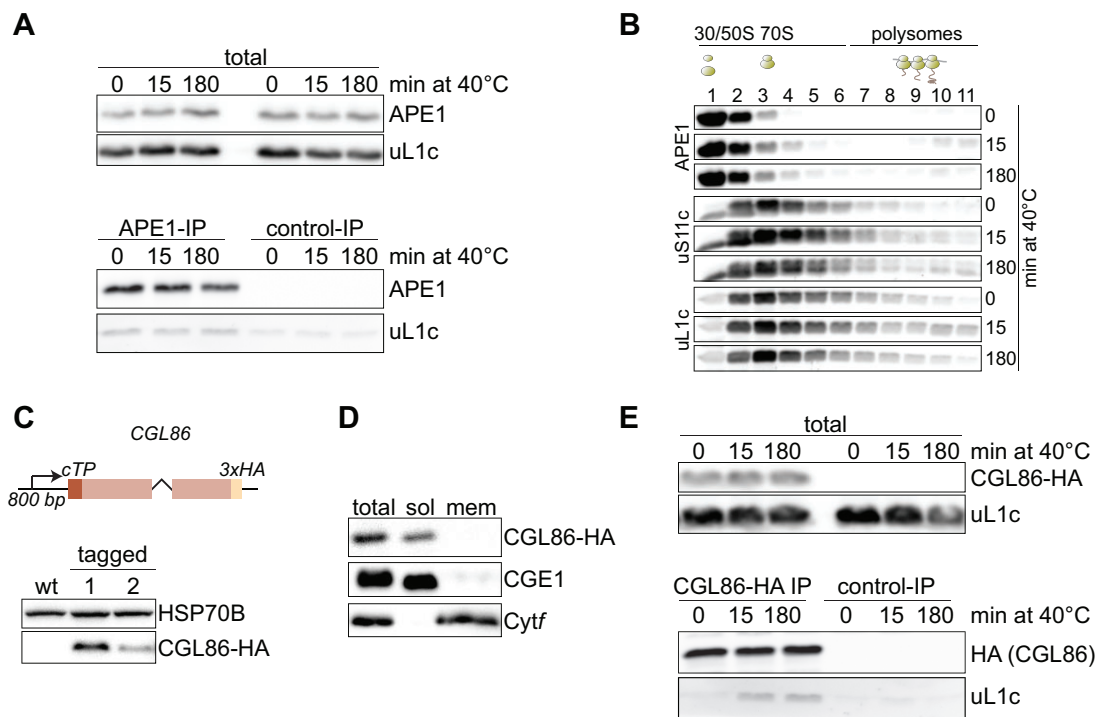 A
total
0 15 180 0 15 180 min at 40°C
APE1
uL1c
APE1-IP control-IP
0 15 180 0 15 180 min at 40°C
APE1
uL1c
B
30/50S 70S polysomes
1 2 3 4 5 6 7 8 9 10 11
APE1
0
15
180
uS11c
0
15
180
uL1c
0
15
180
min at 40°C
C
CGL86
cTP 3xHA
800 bp
tagged
wt 1 2
HSP70B
CGL86-HA
D
total sol mem
CGL86-HA
CGE1
Cytf
E
total
0 15 180 0 15 180 min at 40°C
CGL86-HA
uL1c
CGL86-HA IP control-IP
0 15 180 0 15 180 min at 40°C
HA (CGL86)
uL1c